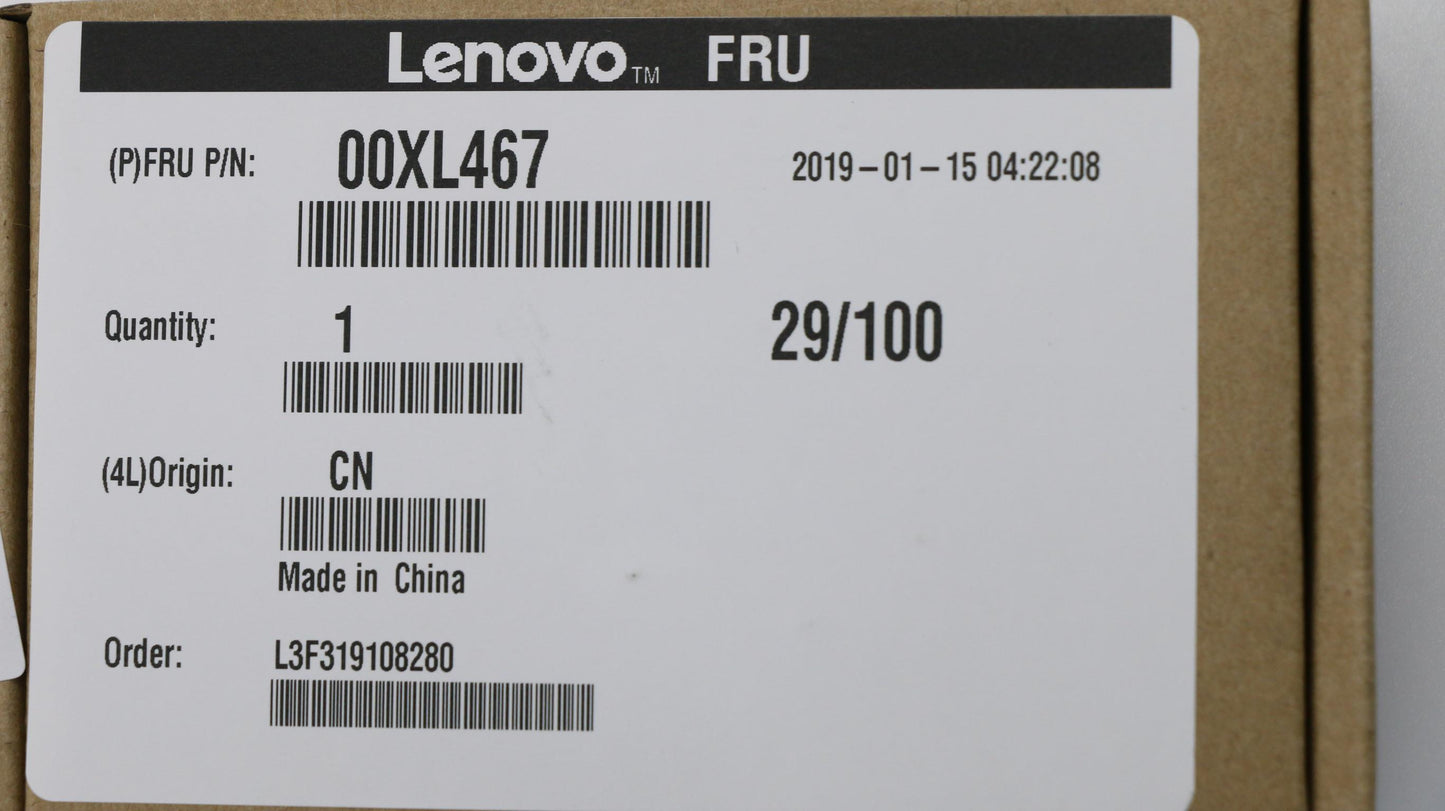 Lenovo™ FRU
(P)FRU P/N: 00XL467 2019-01-15 04:22:08
Quantity: 1 29/100
(4L)Origin: CN
Made in China
Order: L3F319108280